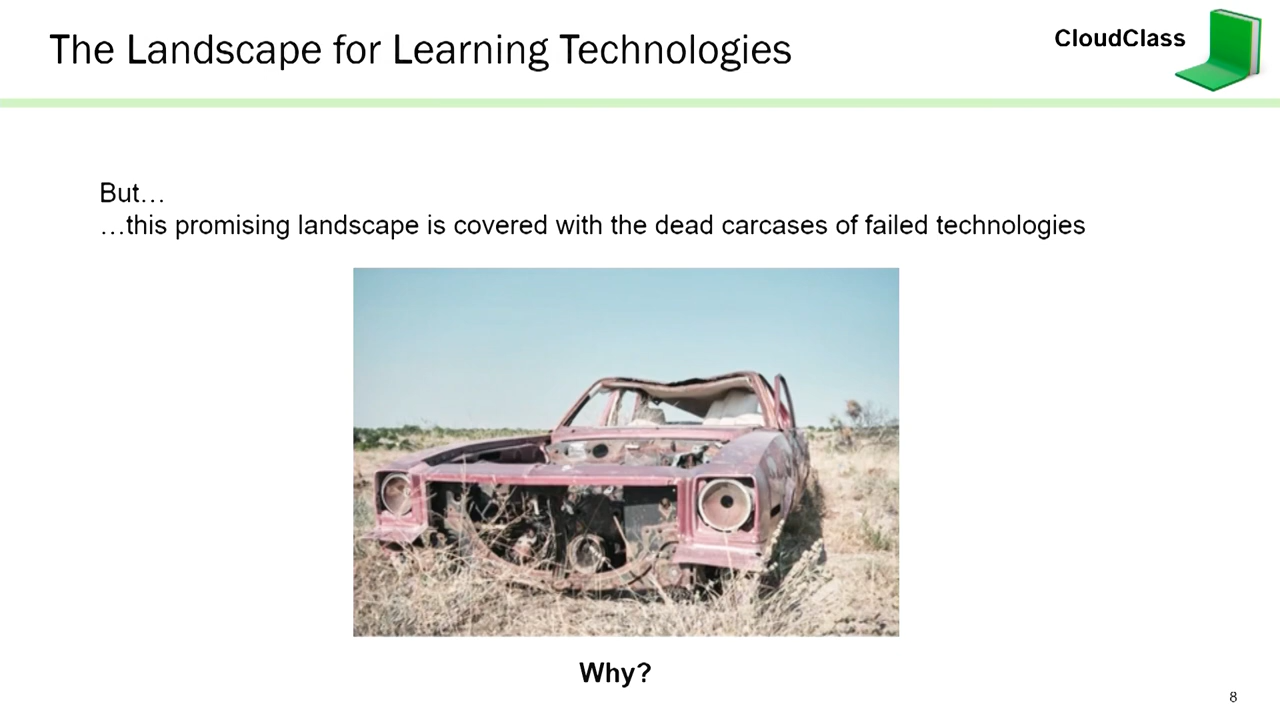 The Landscape for Learning Technologies
CloudClass
But…
…this promising landscape is covered with the dead carcases of failed technologies
Why?
8